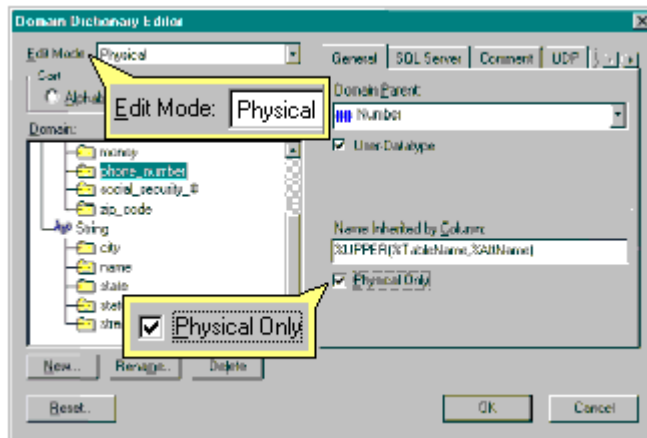 Domain Dictionary Editor
Edit Mode: Physical
General SQL Server Comment UDP
Sort
Edit Mode: Physical
Domain Parent:
Number
Domain:
User-Datatype
money
phone_number
social_security_#
zip_code
String
city
name
state
Name Inherited by Column:
%UPPER(%TableName,%AttName)
Physical Only
Physical Only
New... Rename.. Delete
Reset.. OK Cancel